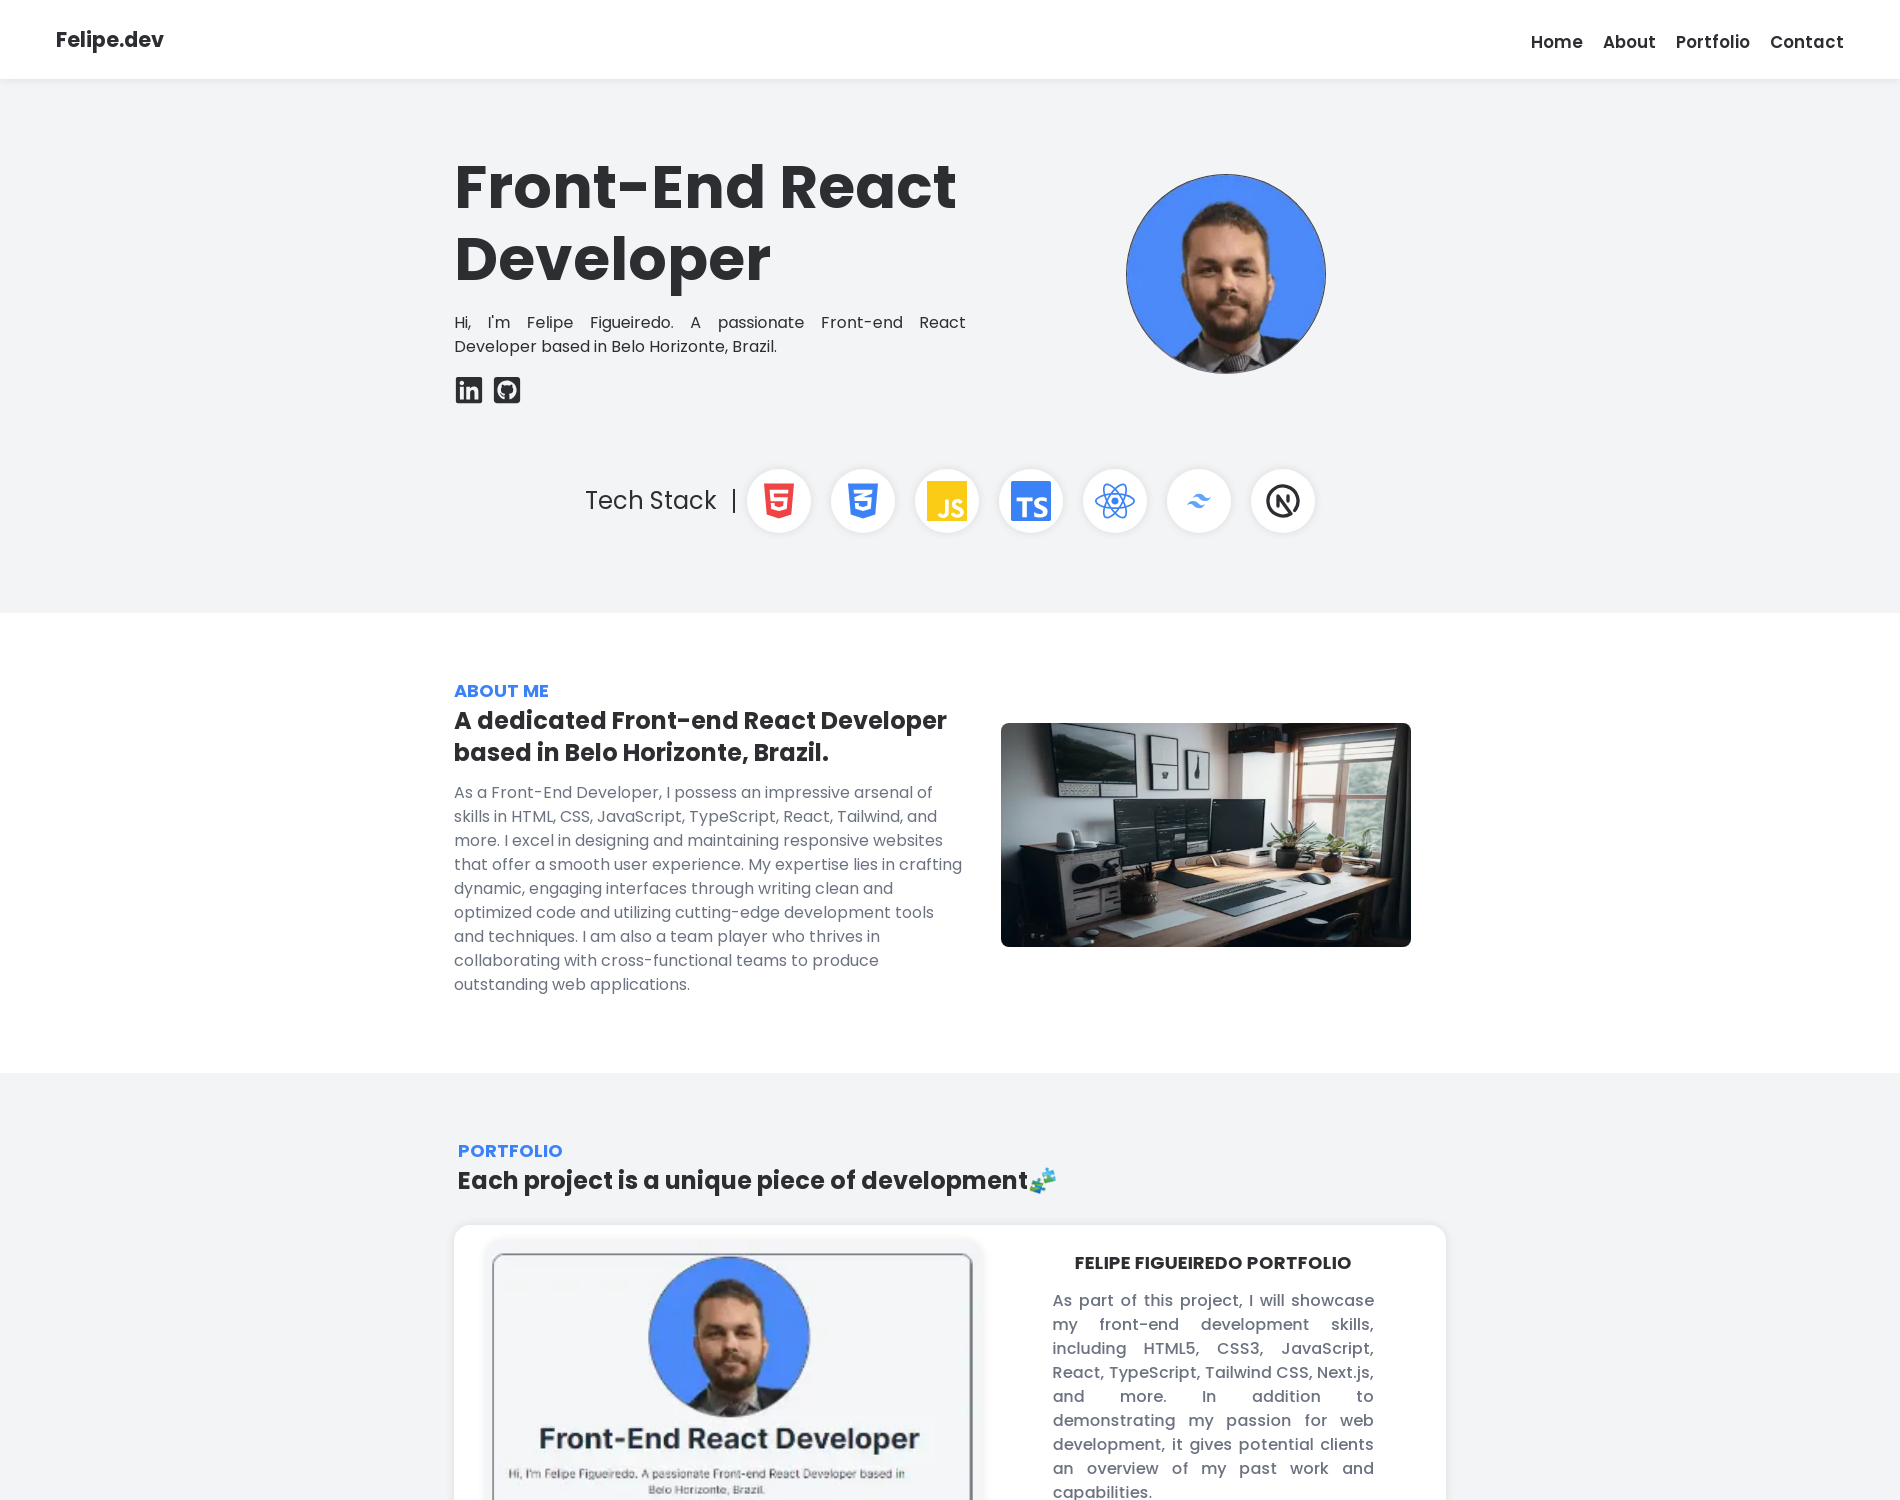 Felipe.dev
Home About Portfolio Contact
Front-End React
Developer
Hi, I'm Felipe Figueiredo. A passionate Front-end React
Developer based in Belo Horizonte, Brazil.
in
Tech Stack |
5
3
JS
TS
N
ABOUT ME
A dedicated Front-end React Developer
based in Belo Horizonte, Brazil.
As a Front-End Developer, I possess an impressive arsenal of
skills in HTML, CSS, JavaScript, TypeScript, React, Tailwind, and
more. I excel in designing and maintaining responsive websites
that offer a smooth user experience. My expertise lies in crafting
dynamic, engaging interfaces through writing clean and
optimized code and utilizing cutting-edge development tools
and techniques. I am also a team player who thrives in
collaborating with cross-functional teams to produce
outstanding web applications.
PORTFOLIO
Each project is a unique piece of development🧩
Front-End React Developer
Hi, I'm Felipe Figueiredo. A passionate Front-end React Developer based in
Belo Horizonte, Brazil.
FELIPE FIGUEIREDO PORTFOLIO
As part of this project, I will showcase
my front-end development skills,
including HTML5, CSS3, JavaScript,
React, TypeScript, Tailwind CSS, Next.js,
and more. In addition to
demonstrating my passion for web
development, it gives potential clients
an overview of my past work and
capabilities.